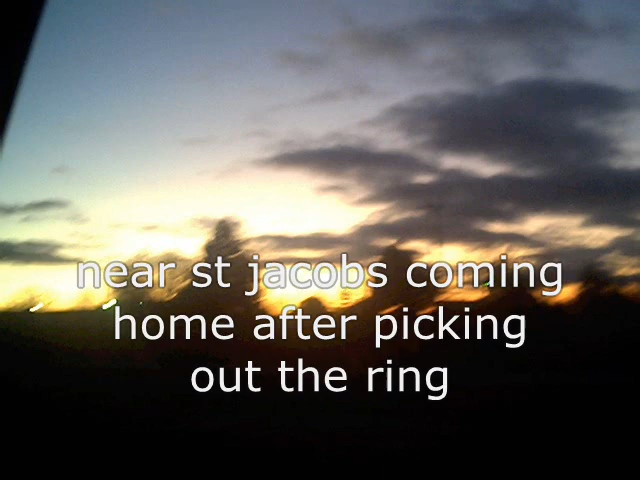 near st jacobs coming
home after picking
out the ring